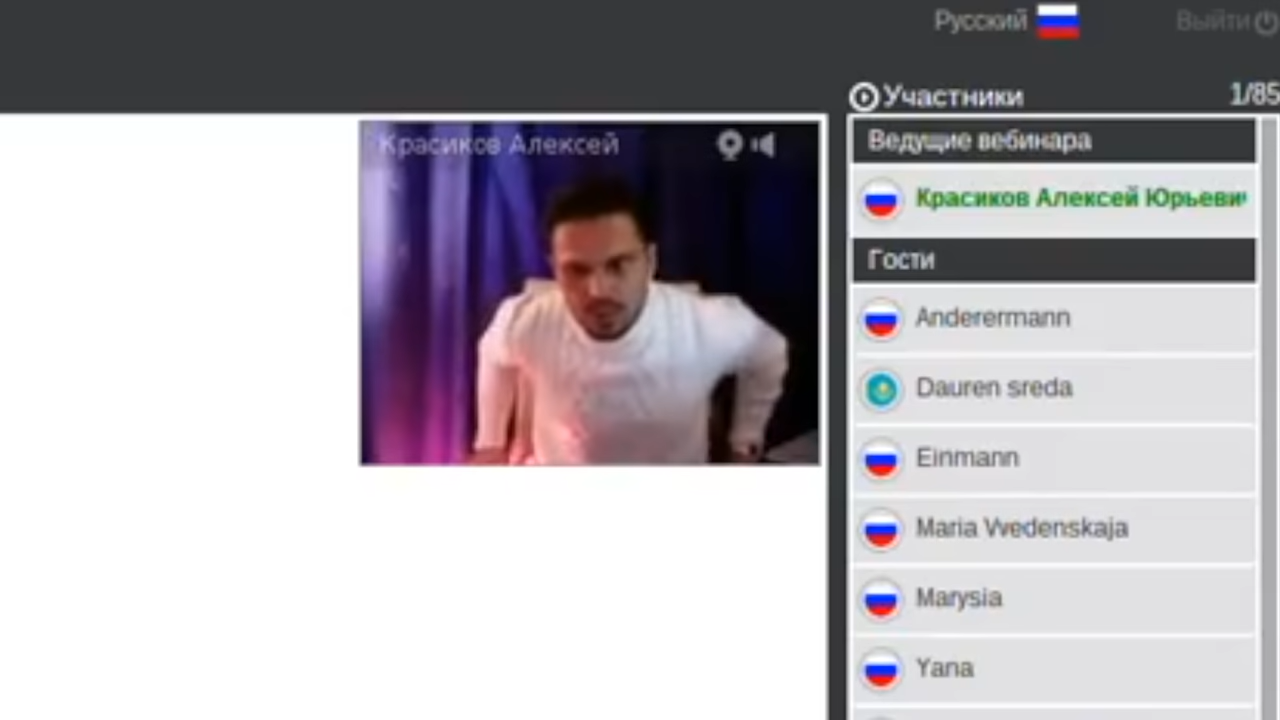 Русский
Выйти
Участники
1/85
Красиков Алексей
Ведущие вебинара
Красиков Алексей Юрьеви
Гости
Anderermann
Dauren sreda
Einmann
Maria Vvedenskaja
Marysia
Yana